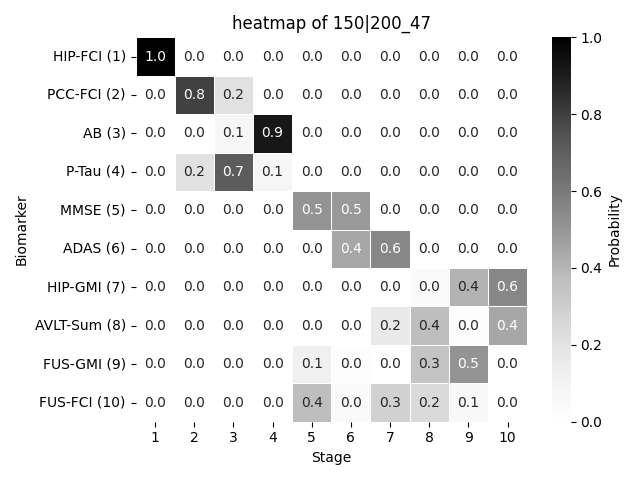 heatmap of 150|200_47
HIP-FCI (1) 1.0 0.0 0.0 0.0 0.0 0.0 0.0 0.0 0.0 0.0
PCC-FCI (2) 0.0 0.8 0.2 0.0 0.0 0.0 0.0 0.0 0.0 0.0
AB (3) 0.0 0.0 0.1 0.9 0.0 0.0 0.0 0.0 0.0 0.0
P-Tau (4) 0.0 0.2 0.7 0.1 0.0 0.0 0.0 0.0 0.0 0.0
MMSE (5) 0.0 0.0 0.0 0.0 0.5 0.5 0.0 0.0 0.0 0.0
ADAS (6) 0.0 0.0 0.0 0.0 0.0 0.4 0.6 0.0 0.0 0.0
HIP-GMI (7) 0.0 0.0 0.0 0.0 0.0 0.0 0.0 0.0 0.4 0.6
AVLT-Sum (8) 0.0 0.0 0.0 0.0 0.0 0.0 0.2 0.4 0.0 0.4
FUS-GMI (9) 0.0 0.0 0.0 0.0 0.1 0.0 0.0 0.3 0.5 0.0
FUS-FCI (10) 0.0 0.0 0.0 0.0 0.4 0.0 0.3 0.2 0.1 0.0
1 2 3 4 5 6 7 8 9 10
Stage
Biomarker
1.0
0.8
0.6
0.4
0.2
0.0
Probability